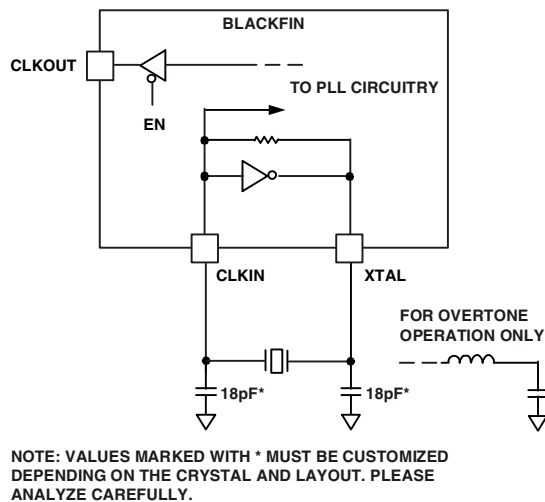 BLACKFIN
CLKOUT
TO PLL CIRCUITRY
EN
CLKIN
XTAL
FOR OVERTONE
OPERATION ONLY
18pF*
18pF*
NOTE: VALUES MARKED WITH * MUST BE CUSTOMIZED
DEPENDING ON THE CRYSTAL AND LAYOUT. PLEASE
ANALYZE CAREFULLY.